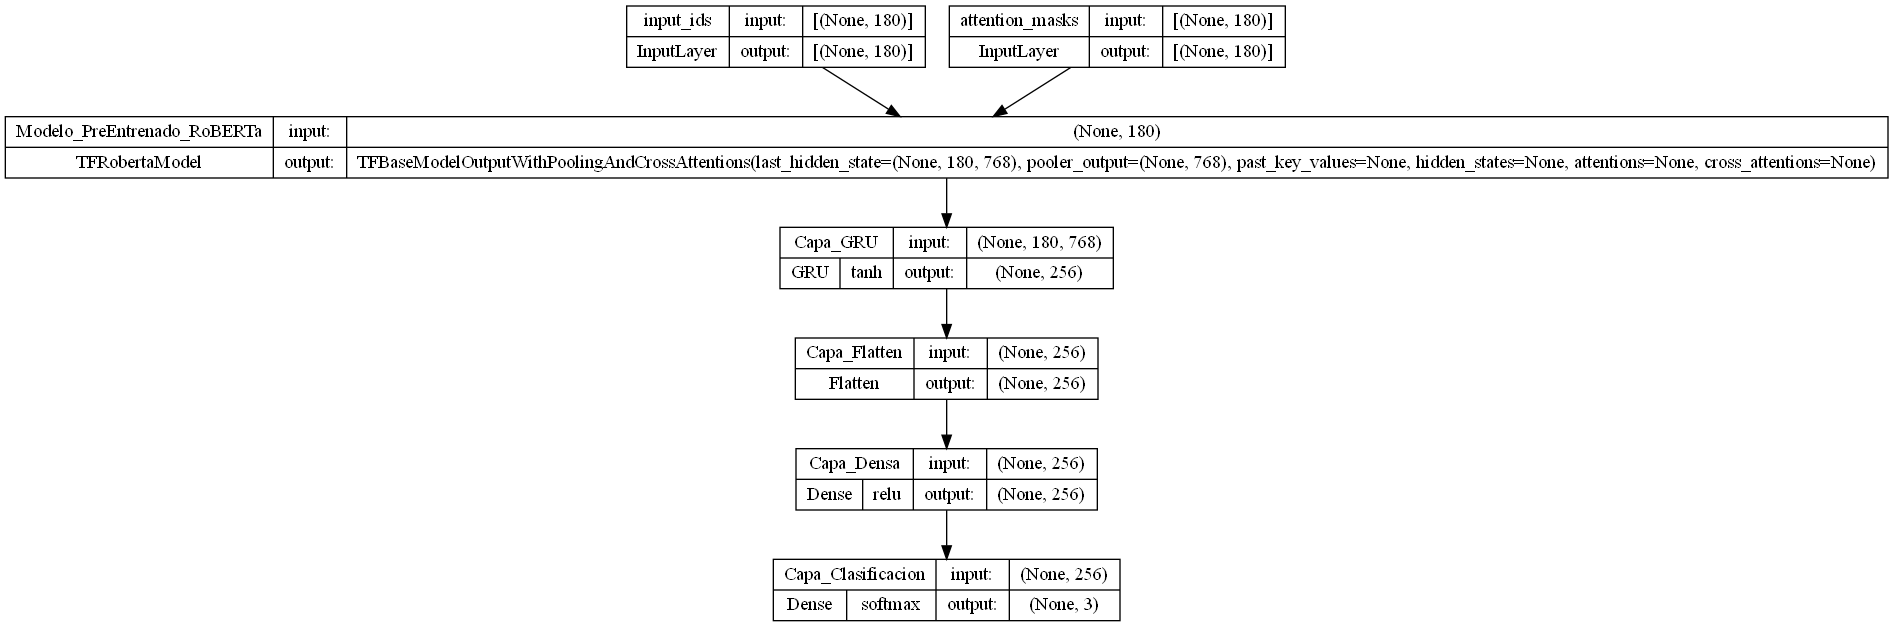 input_ids input: [(None, 180)] attention_masks input: [(None, 180)]
InputLayer output: [(None, 180)] InputLayer output: [(None, 180)]
Modelo_PreEntrenado_RoBERTa input: (None, 180)
TFRobertaModel output: TFBaseModelOutputWithPoolingAndCrossAttentions(last_hidden_state=(None, 180, 768), pooler_output=(None, 768), past_key_values=None, hidden_states=None, attentions=None, cross_attentions=None)
Capa_GRU input: (None, 180, 768)
GRU tanh output: (None, 256)
Capa_Flatten input: (None, 256)
Flatten output: (None, 256)
Capa_Densa input: (None, 256)
Dense relu output: (None, 256)
Capa_Clasificacion input: (None, 256)
Dense softmax output: (None, 3)